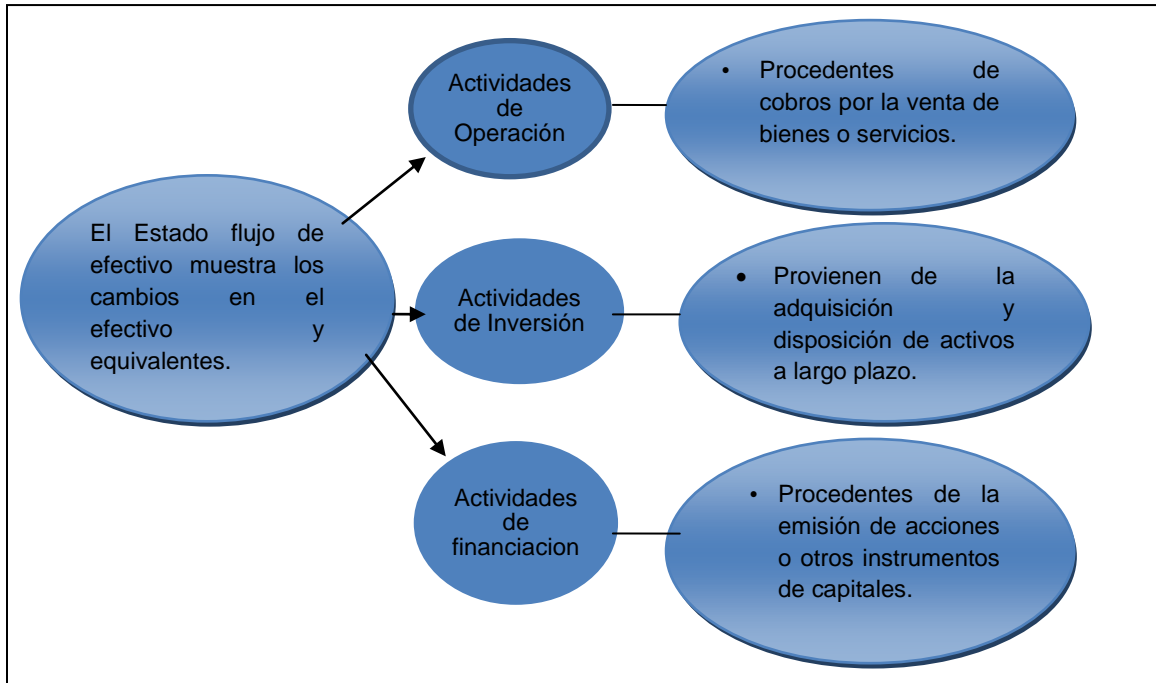 El Estado flujo de
efectivo muestra los
cambios en el
efectivo y
equivalentes.
Actividades
de
Operación
• Procedentes de
cobros por la venta de
bienes o servicios.
Actividades
de Inversión
• Provienen de la
adquisición y
disposición de activos
a largo plazo.
Actividades
de
financiacion
• Procedentes de la
emisión de acciones
o otros instrumentos
de capitales.